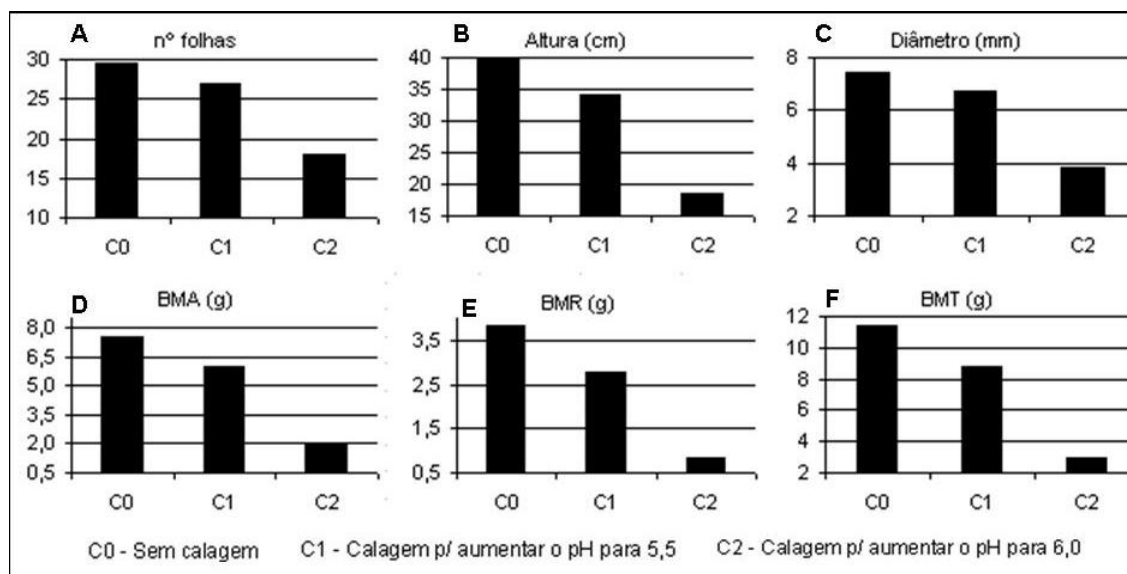 A
nº folhas
30
25
20
15
10
C0 C1 C2
B
Altura (cm)
40
35
30
25
20
15
C0 C1 C2
C
Diâmetro (mm)
8
6
4
2
C0 C1 C2
D
BMA (g)
8,0
6,5
5,0
3,5
2,0
0,5
C0 C1 C2
E
BMR (g)
3,5
2,5
1,5
0,5
C0 C1 C2
F
BMT (g)
12
10
8
6
4
2
C0 C1 C2
C0 - Sem calagem C1 - Calagem p/ aumentar o pH para 5,5 C2 - Calagem p/ aumentar o pH para 6,0